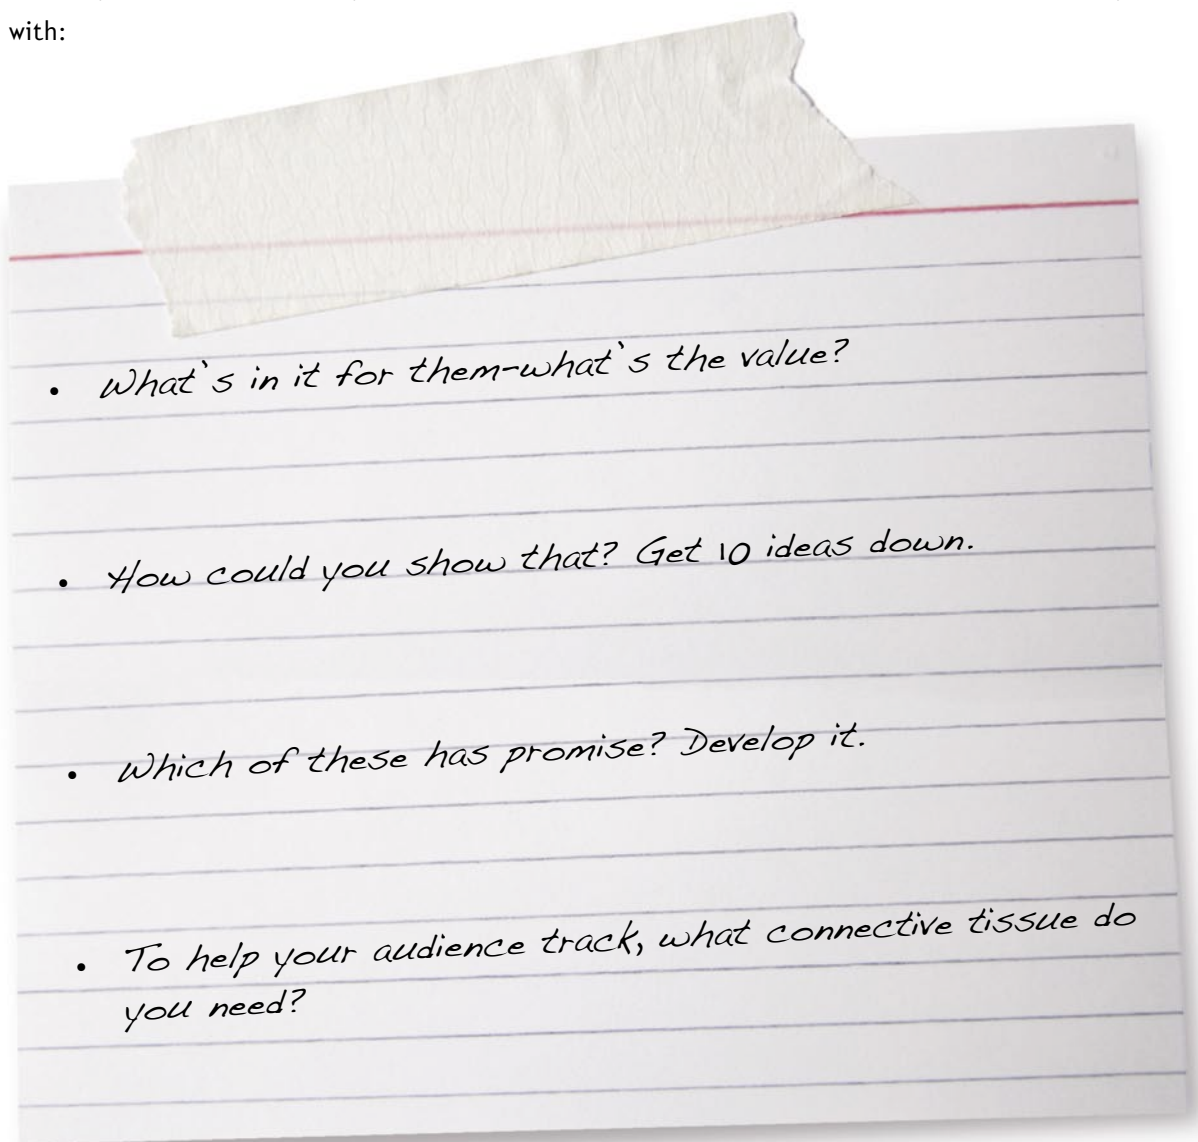 with:
• What`s in it for them-what`s the value?
• How could you show that? Get 10 ideas down.
• Which of these has promise? Develop it.
• To help your audience track, what connective tissue do
you need?